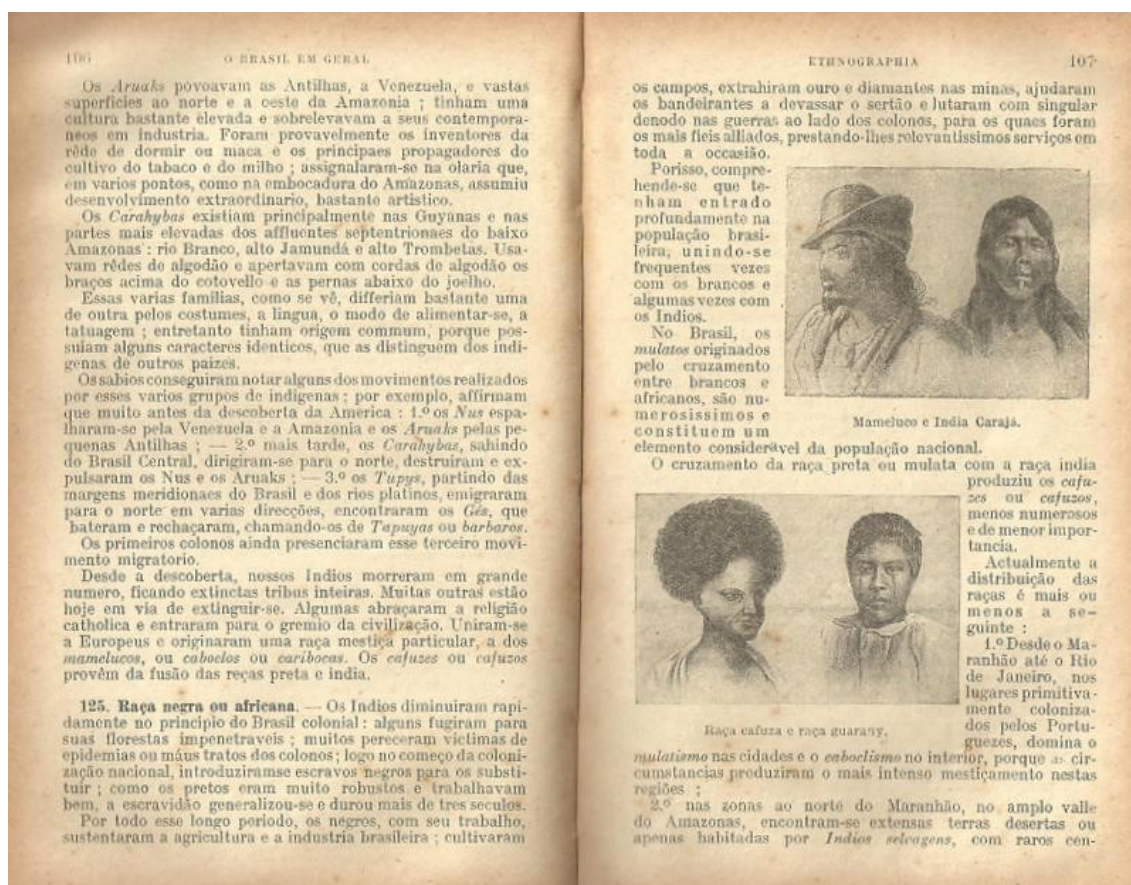 106
O BRASIL EM GERAL
Os Aruaks povoavam as Antilhas, a Venezuela, e vastas
superficies ao norte e a oeste da Amazonia ; tinham uma
cultura bastante elevada e sobrelevavam a seus contempora-
neos em industria. Foram provavelmente os inventores da
rêde de dormir ou maca e os principaes propagadores do
cultivo do tabaco e do milho ; assignalaram-se na olaria que,
em varios pontos, como na embocadura do Amazonas, assumiu
desenvolvimento extraordinario, bastante artistico.
Os Carahybas existiam principalmente nas Guyanas e nas
partes mais elevadas dos affluentes septentrionaes do baixo
Amazonas : rio Branco, alto Jamundá e alto Trombetas. Usa-
vam rêdes de algodão e apertavam com cordas de algodão os
braços acima do cotovello e as pernas abaixo do joelho.
Essas varias familias, como se vê, differiam bastante uma
de outra pelos costumes, a lingua, o modo de alimentar-se, a
tatuagem ; entretanto tinham origem commum, porque pos-
suiam alguns caracteres identicos, que as distinguem dos indi-
genas de outros paizes.
Os sabios conseguiram notar alguns dos movimentos realizados
por esses varios grupos de indigenas : por exemplo, affirmam
que muito antes da descoberta da America : 1.º os Nus espa-
lharam-se pela Venezuela e a Amazonia e os Aruaks pelas pe-
quenas Antilhas ; — 2.º mais tarde, os Carahybas, sahindo
do Brasil Central, dirigiram-se para o norte, destruiram e ex-
pulsaram os Nus e os Aruaks ; — 3.º os Tupys, partindo das
margens meridionaes do Brasil e dos rios platinos, emigraram
para o norte em varias direcções, encontraram os Gés, que
bateram e rechaçaram, chamando-os de Tapuyas ou barbaros.
Os primeiros colonos ainda presenciaram esse terceiro movi-
mento migratorio.
Desde a descoberta, nossos Indios morreram em grande
numero, ficando extinctas tribus inteiras. Muitas outras estão
hoje em via de extinguir-se. Algumas abraçaram a religião
catholica e entraram para o gremio da civilização. Uniram-se
a Europeus e originaram uma raça mestiça particular, a dos
mamelucos, ou caboclos ou caribocas. Os cafuzes ou cafuzos
provêm da fusão das reças preta e india.
125. Raça negra ou africana. — Os Indios diminuiram rapi-
damente no principio do Brasil colonial : alguns fugiram para
suas florestas impenetraveis ; muitos pereceram victimas de
epidemias ou máus tratos dos colonos ; logo no começo da coloni-
zação nacional, introduziramse escravos negros para os substi-
tuir ; como os pretos eram muito robustos e trabalhavam
bem, a escravidão generalizou-se e durou mais de tres seculos.
Por todo esse longo periodo, os negros, com seu trabalho,
sustentaram a agricultura e a industria brasileira ; cultivaram
ETHNOGRAPHIA
107
os campos, extrahiram ouro e diamantes nas minas, ajudaram
os bandeirantes a devassar o sertão e lutaram com singular
denodo nas guerras ao lado dos colonos, para os quaes foram
os mais fieis alliados, prestando-lhes relevantissimos serviços em
toda a occasião.
Porisso, compre-
hende-se que te-
nham entrado
profundamente na
população brasi-
leira, unindo-se
frequentes vezes
com os brancos e
algumas vezes com
os Indios.
No Brasil, os
mulatos originados
pelo cruzamento
entre brancos e
africanos, são nu-
merosissimos e
constituem um
Mameluco e India Carajá.
elemento consideravel da população nacional.
O cruzamento da raça preta ou mulata com a raça india
produziu os cafu-
zes ou cafuzos,
menos numerosos
e de menor impor-
tancia.
Actualmente a
distribuição das
raças é mais ou
menos a se-
guinte :
1.º Desde o Ma-
ranhão até o Rio
de Janeiro, nos
lugares primitiva-
mente coloniza-
dos pelos Portu-
guezes, domina o
Raça cafuza e raça guarany.
mulatismo nas cidades e o caboclismo no interior, porque as cir-
cumstancias produziram o mais intenso mestiçamento nestas
regiões ;
2.º nas zonas ao norte do Maranhão, no amplo valle
do Amazonas, encontram-se extensas terras desertas ou
apenas habitadas por Indios selvagens, com raros cen-